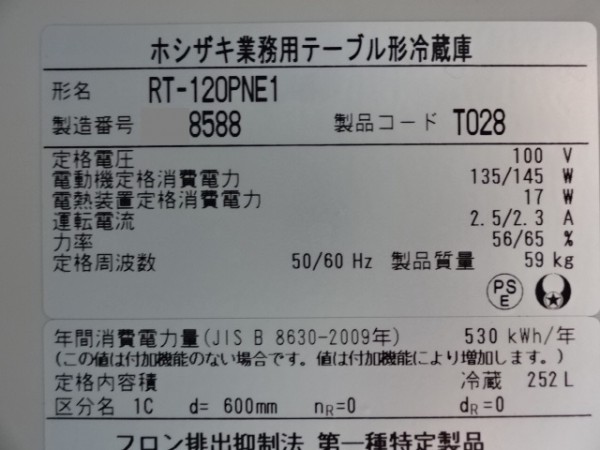 ホシザキ業務用テーブル形冷蔵庫
形名 RT-120PNE1
製造番号 8588 製品コード T028
定格電圧 100 V
電動機定格消費電力 135/145 W
電熱装置定格消費電力 17 W
運転電流 2.5/2.3 A
力率 56/65 %
定格周波数 50/60 Hz 製品質量 59 kg
PS
E
年間消費電力量(JIS B 8630-2009年) 530 kWh/年
(この値は付加機能のない場合です。値は付加機能により増加します。)
定格内容積 冷蔵 252 L
区分名 1C d= 600mm nR=0 dR=0
フロン排出抑制法 第一種特定製品